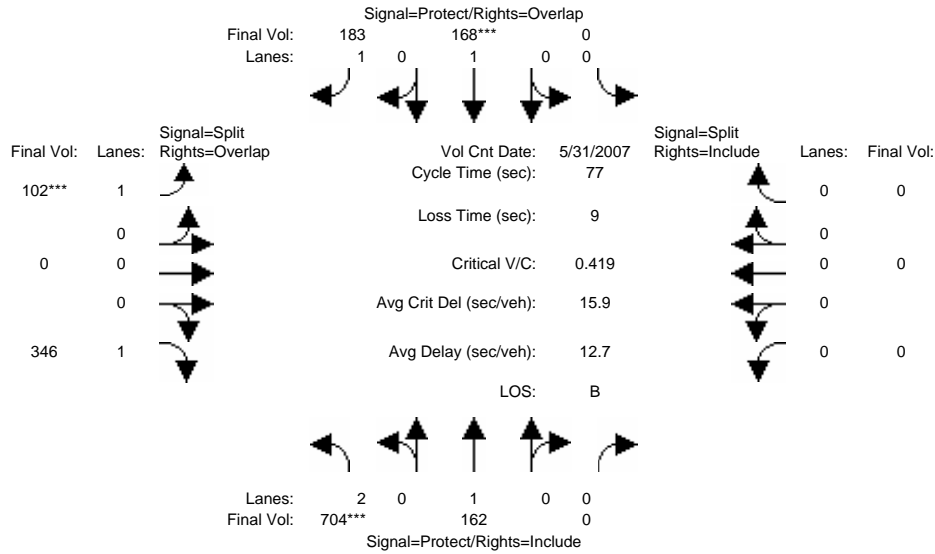 Signal=Protect/Rights=Overlap
Final Vol: 183 168*** 0
Lanes: 1 0 1 0 0
Signal=Split
Final Vol: Lanes: Rights=Overlap
Vol Cnt Date: 5/31/2007
Signal=Split
Rights=Include Lanes: Final Vol:
Cycle Time (sec): 77
102*** 1
0 0
Loss Time (sec): 9
0
0
0 0
Critical V/C: 0.419
0 0
0
Avg Crit Del (sec/veh): 15.9
0
346 1
Avg Delay (sec/veh): 12.7
0 0
LOS: B
Lanes: 2 0 1 0 0
Final Vol: 704*** 162 0
Signal=Protect/Rights=Include